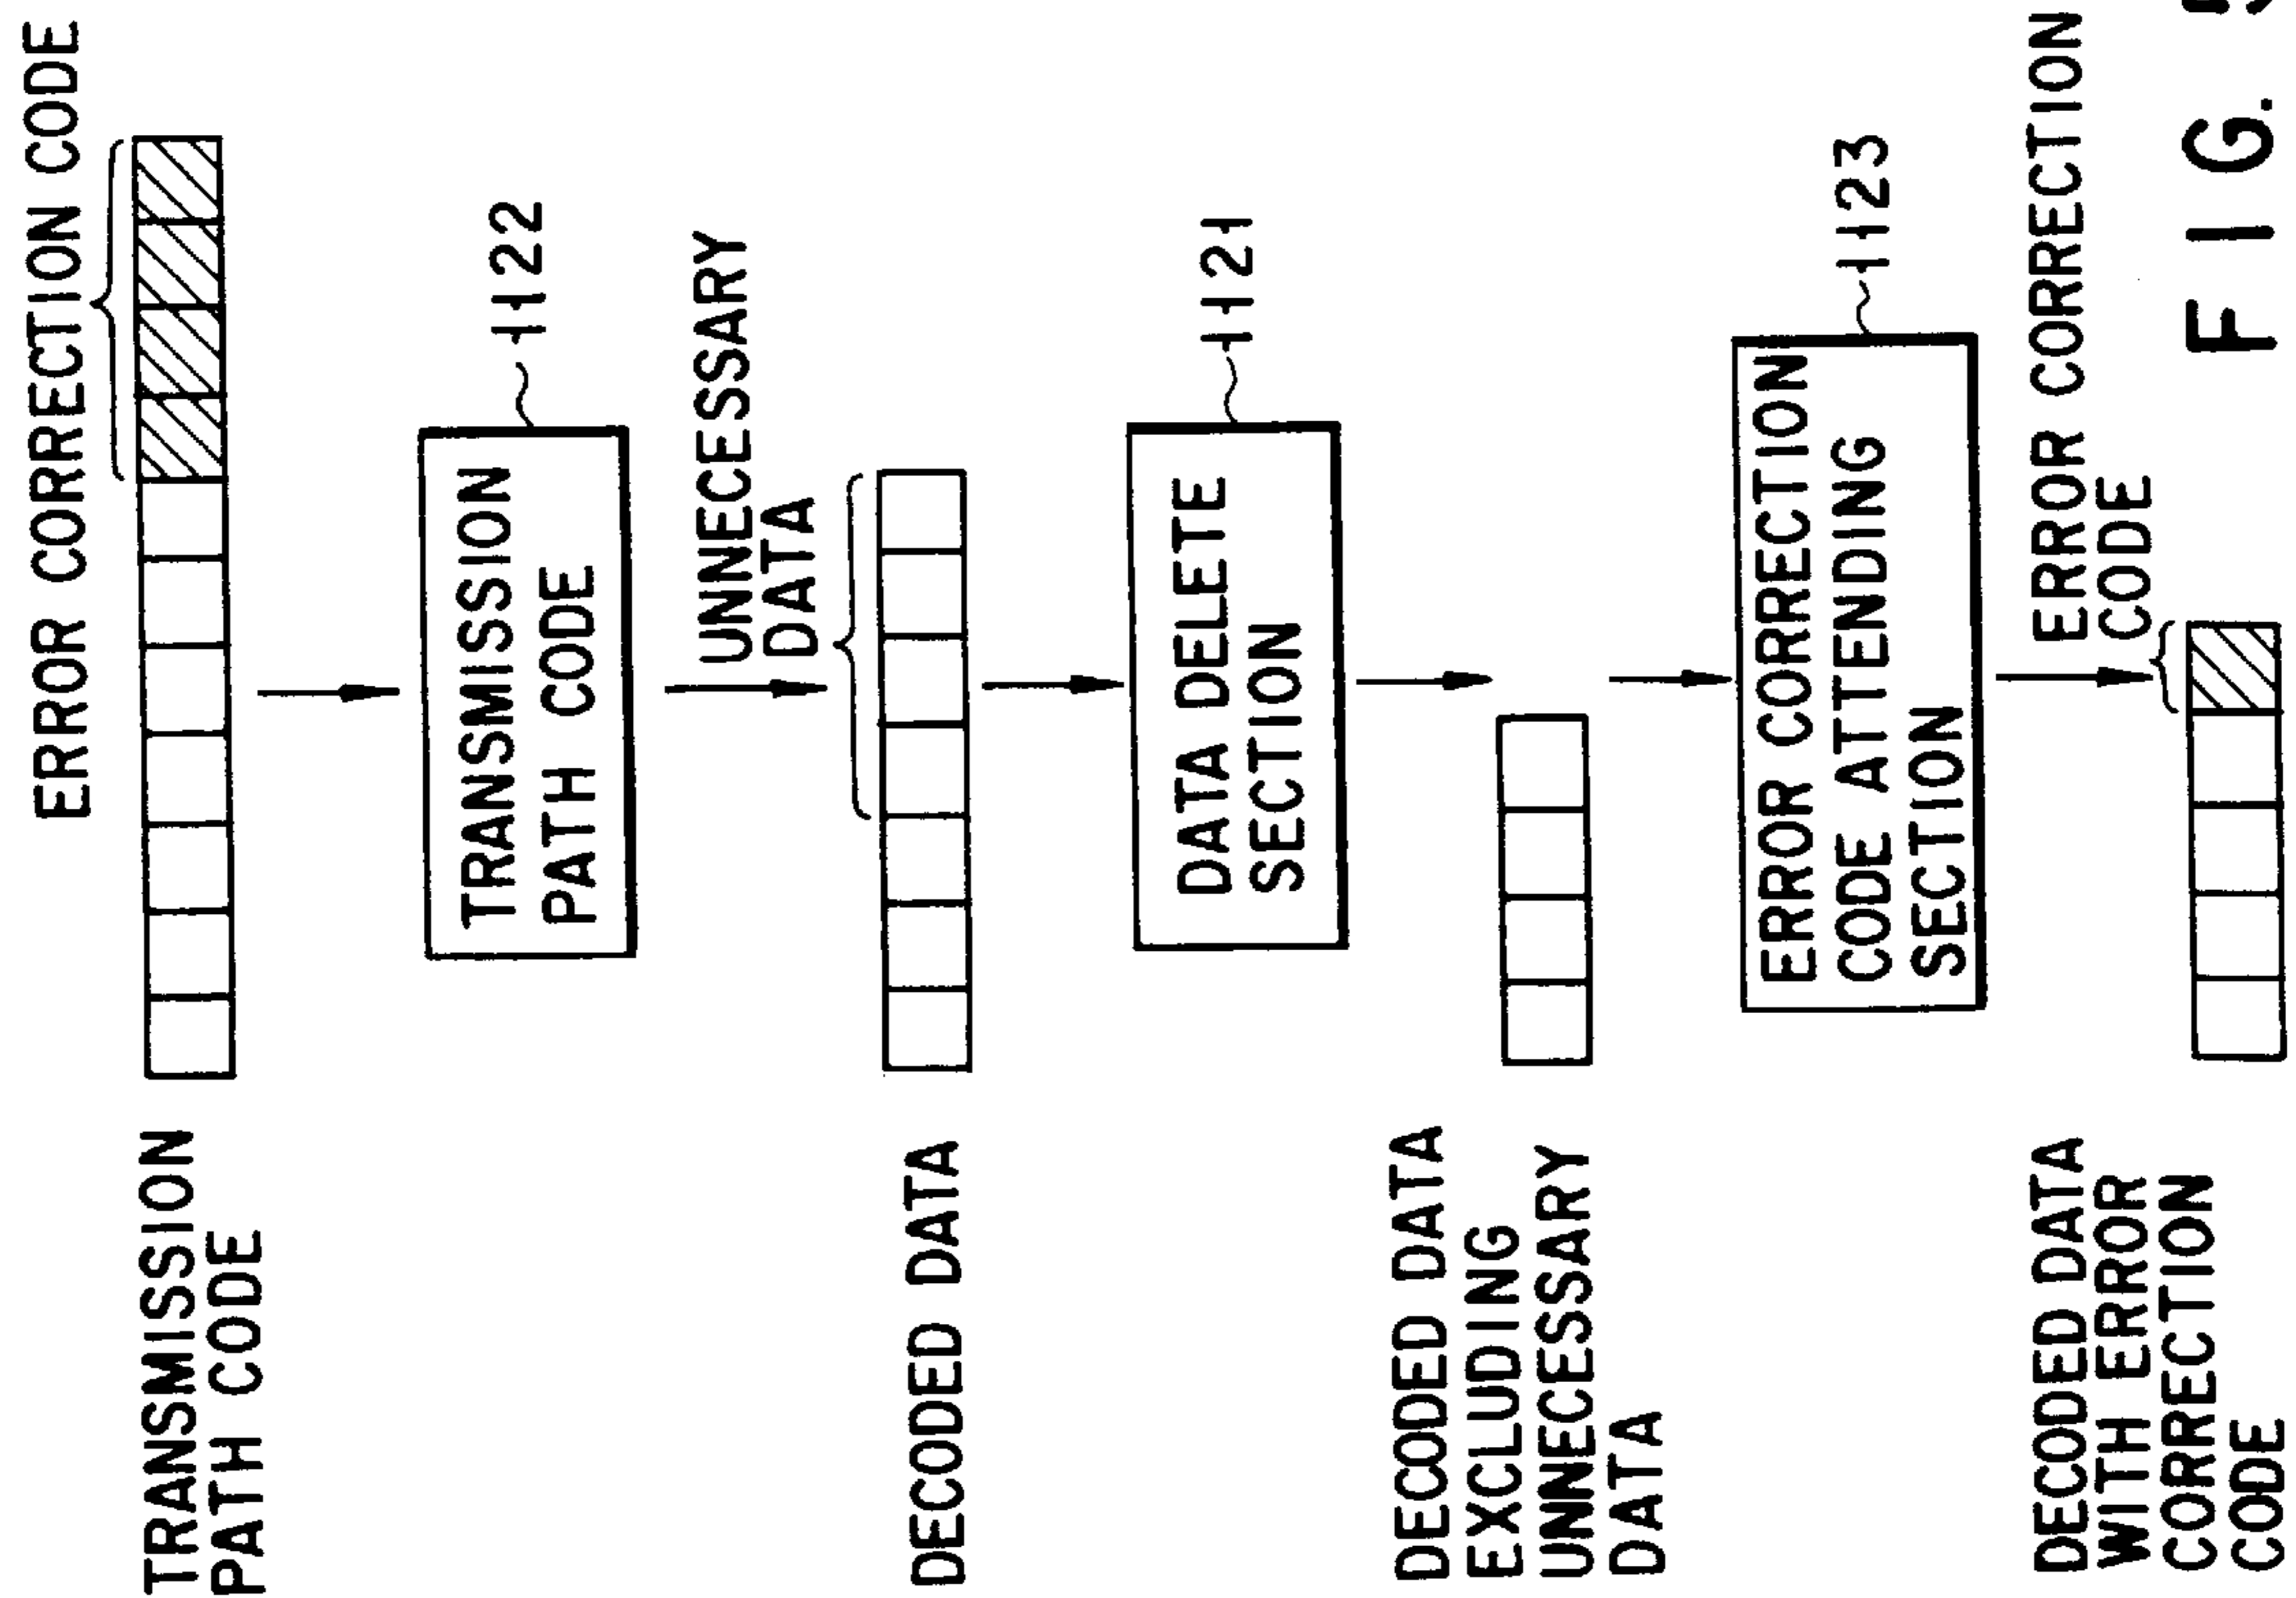 ERROR CORRECTION CODE
TRANSMISSION
PATH CODE
TRANSMISSION
PATH CODE
1122
UNNECESSARY
DATA
DECODED DATA
DATA DELETE
SECTION
1121
DECODED DATA
EXCLUDING
UNNECESSARY
DATA
ERROR CORRECTION
CODE ATTENDING
SECTION
1123
ERROR CORRECTION
CODE
DECODED DATA
WITH ERROR
CORRECTION
CODE
FIG.